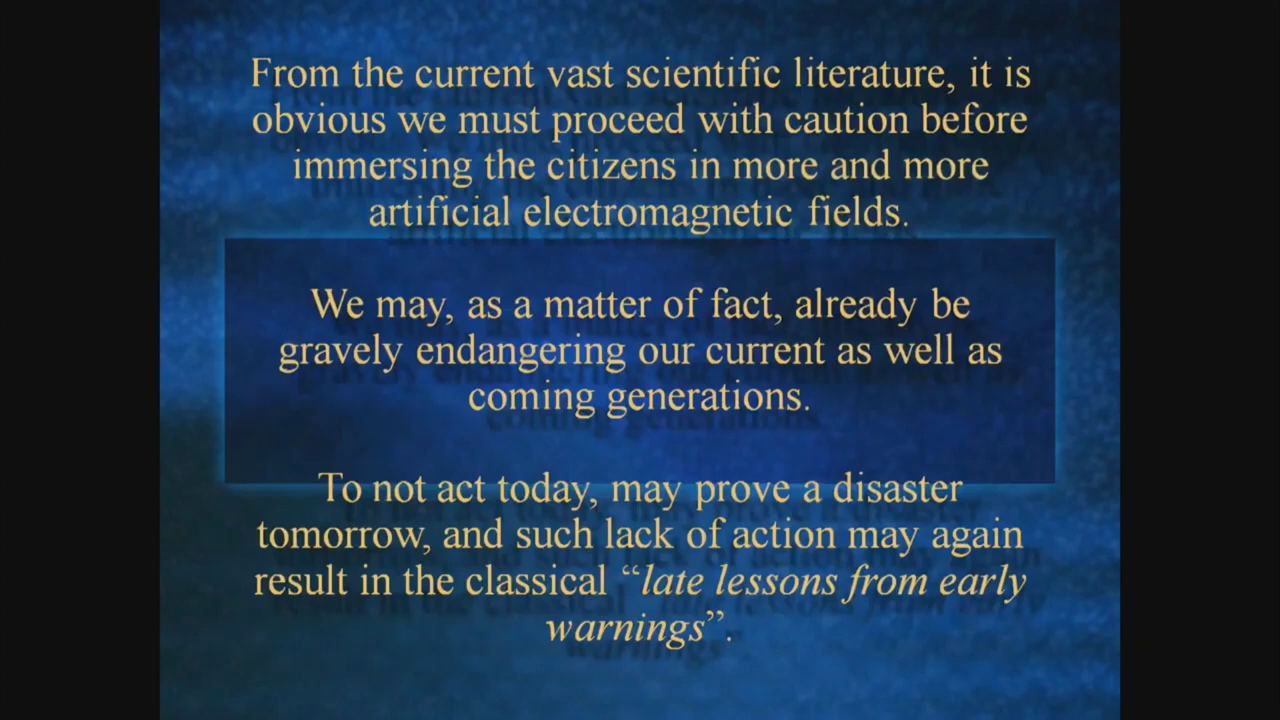 From the current vast scientific literature, it is
obvious we must proceed with caution before
immersing the citizens in more and more
artificial electromagnetic fields.
We may, as a matter of fact, already be
gravely endangering our current as well as
coming generations.
To not act today, may prove a disaster
tomorrow, and such lack of action may again
result in the classical “late lessons from early
warnings”.